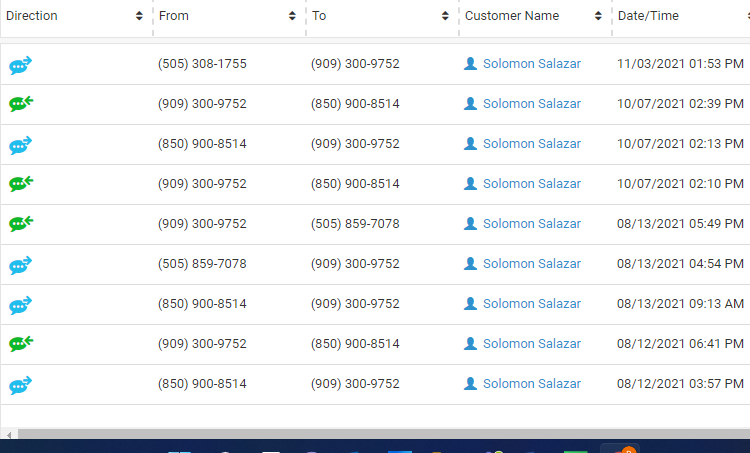 Direction From To Customer Name Date/Time
(505) 308-1755 (909) 300-9752 Solomon Salazar 11/03/2021 01:53 PM
(909) 300-9752 (850) 900-8514 Solomon Salazar 10/07/2021 02:39 PM
(850) 900-8514 (909) 300-9752 Solomon Salazar 10/07/2021 02:13 PM
(909) 300-9752 (850) 900-8514 Solomon Salazar 10/07/2021 02:10 PM
(909) 300-9752 (505) 859-7078 Solomon Salazar 08/13/2021 05:49 PM
(505) 859-7078 (909) 300-9752 Solomon Salazar 08/13/2021 04:54 PM
(850) 900-8514 (909) 300-9752 Solomon Salazar 08/13/2021 09:13 AM
(909) 300-9752 (850) 900-8514 Solomon Salazar 08/12/2021 06:41 PM
(850) 900-8514 (909) 300-9752 Solomon Salazar 08/12/2021 03:57 PM